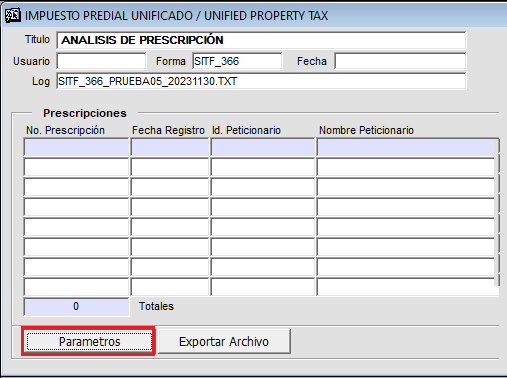 IMPUESTO PREDIAL UNIFICADO / UNIFIED PROPERTY TAX
Titulo ANALISIS DE PRESCRIPCIÓN
Usuario Forma SITF_366 Fecha
Log SITF_366_PRUEBA05_20231130.TXT
Prescripciones
No. Prescripción Fecha Registro Id. Peticionario Nombre Peticionario
0 Totales
Parametros Exportar Archivo